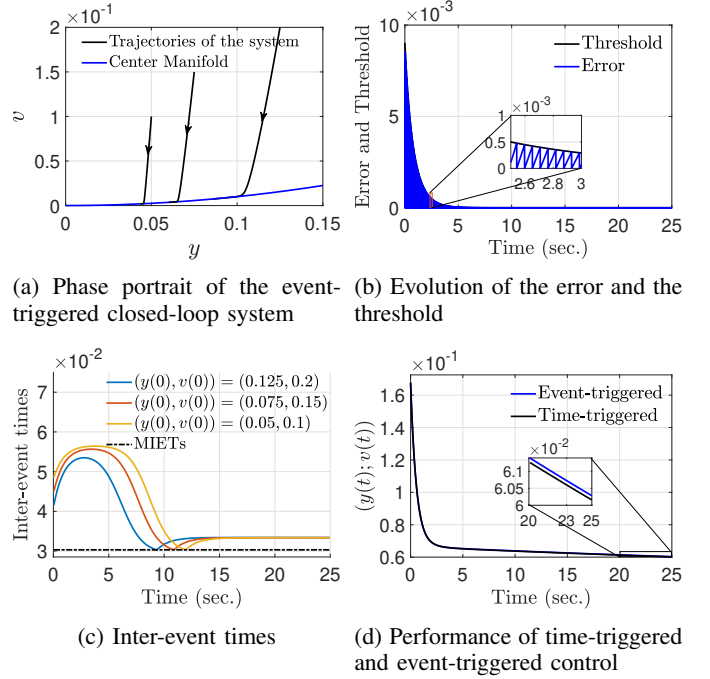 ×10⁻¹
2
1.5
1
0.5
0
0
0.05
0.1
0.15
v
y
Trajectories of the system
Center Manifold
(a) Phase portrait of the event-
triggered closed-loop system
×10⁻³
10
5
0
0
5
10
15
20
25
Error and Threshold
Time (sec.)
Threshold
Error
×10⁻³
1
0.5
0
2.6
2.8
3
(b) Evolution of the error and the
threshold
×10⁻²
7
6
5
4
3
0
5
10
15
20
25
Inter-event times
Time (sec.)
(y(0), v(0)) = (0.125, 0.2)
(y(0), v(0)) = (0.075, 0.15)
(y(0), v(0)) = (0.05, 0.1)
MIETs
(c) Inter-event times
×10⁻¹
1.6
1.4
1.2
1
0.8
0.6
0
5
10
15
20
25
(y(t); v(t))
Time (sec.)
Event-triggered
Time-triggered
×10⁻²
6.1
6.05
6
20
23
25
(d) Performance of time-triggered
and event-triggered control